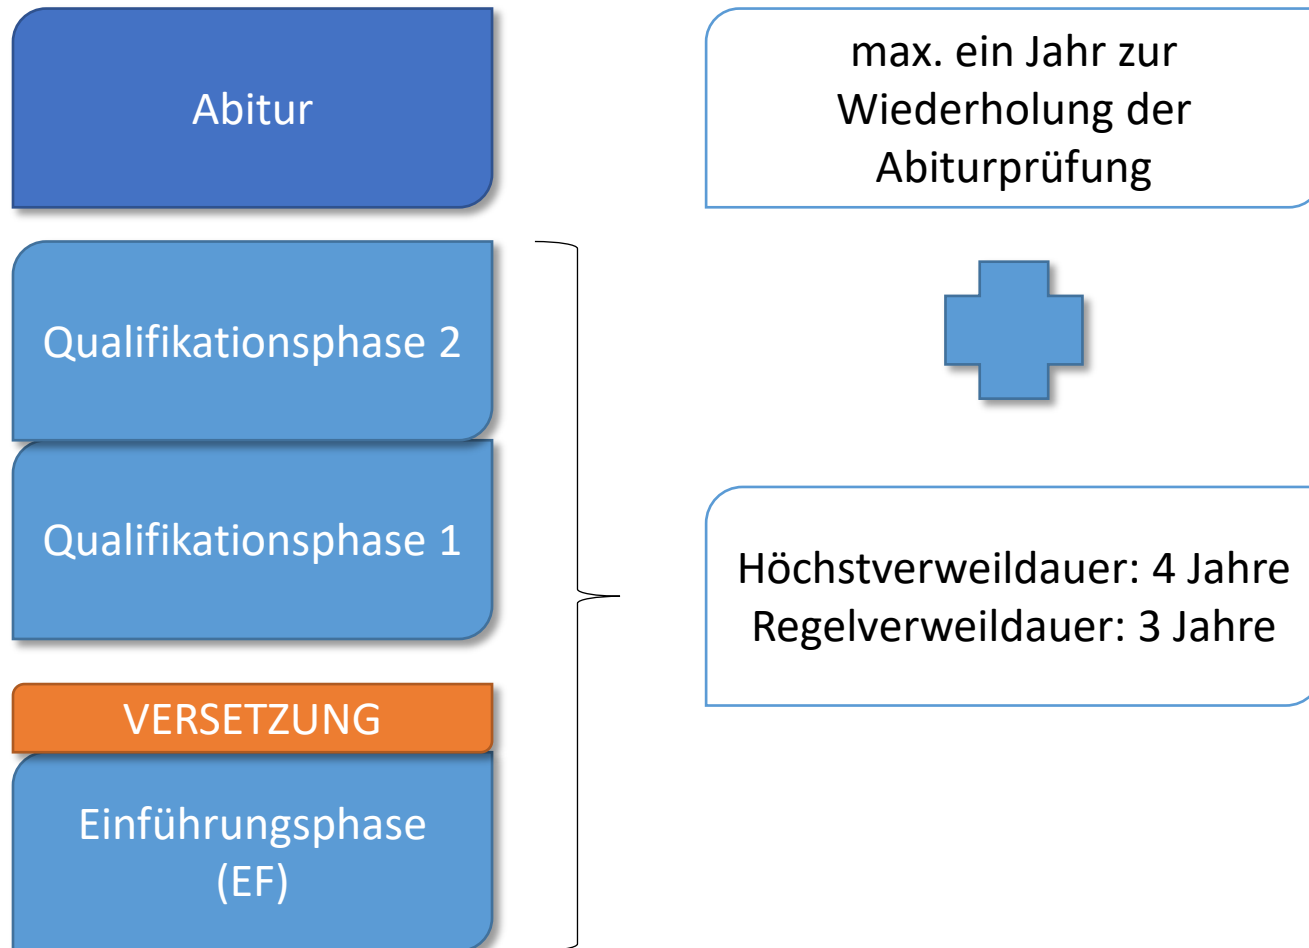 Abitur
max. ein Jahr zur
Wiederholung der
Abiturprüfung
Qualifikationsphase 2
Qualifikationsphase 1
Höchstverweildauer: 4 Jahre
Regelverweildauer: 3 Jahre
VERSETZUNG
Einführungsphase
(EF)